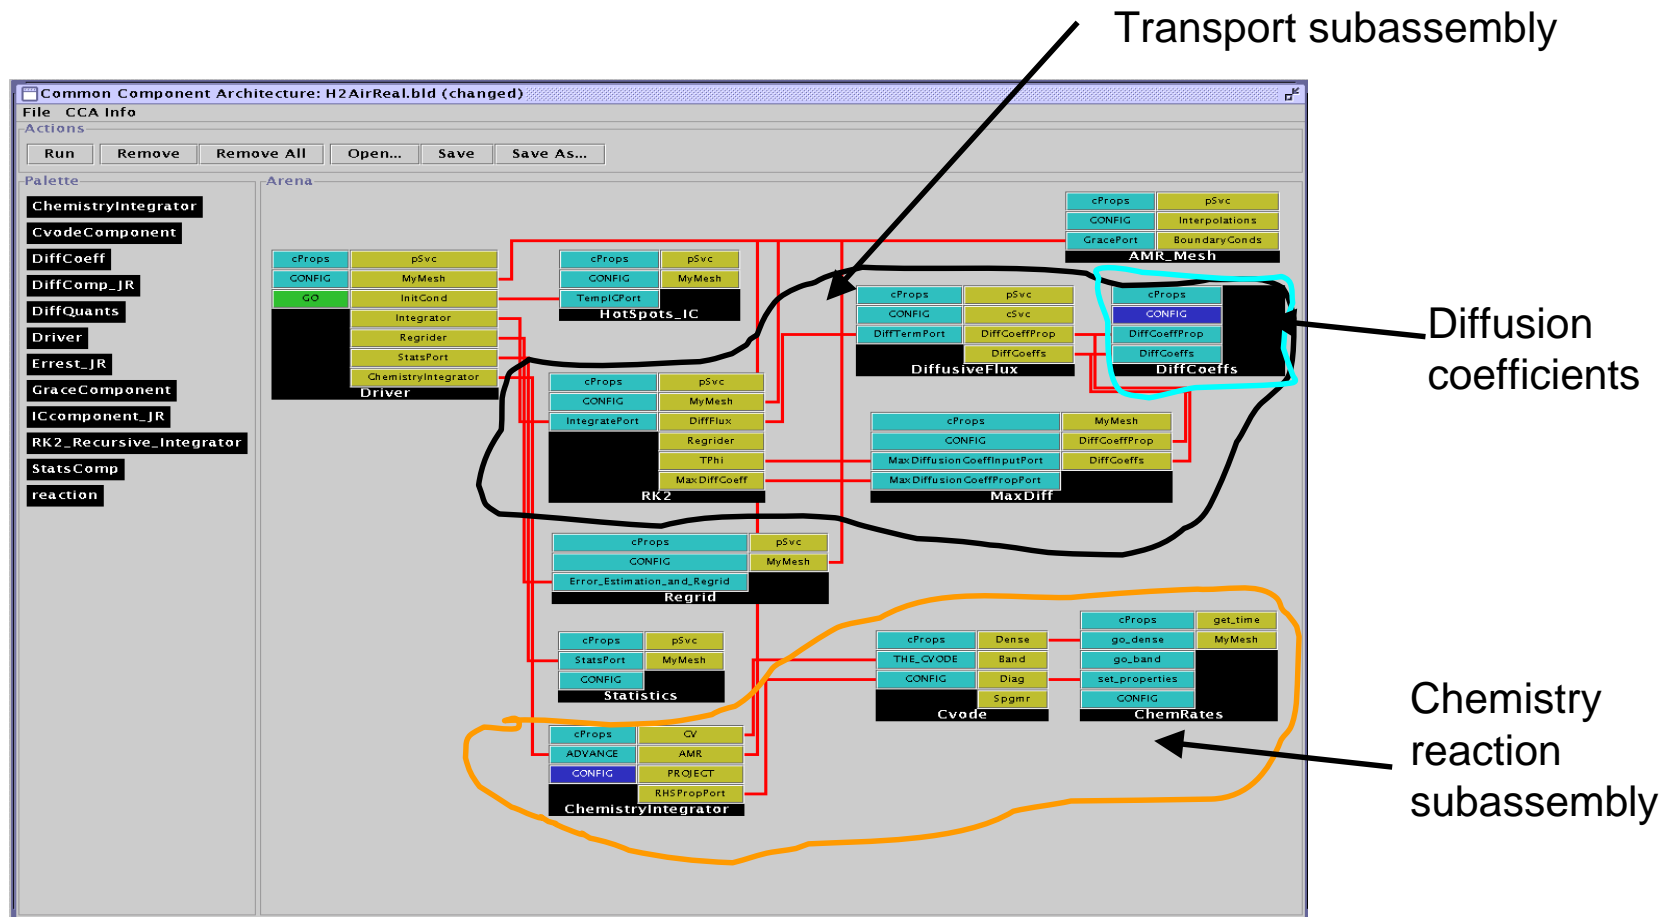 Transport subassembly
Common Component Architecture: H2AirReal.bld (changed)
File CCA Info
Actions
Run Remove Remove All Open... Save Save As...
Palette
ChemistryIntegrator
CvodeComponent
DiffCoeff
DiffComp_JR
DiffQuants
Driver
Errest_JR
GraceComponent
ICcomponent_JR
RK2_Recursive_Integrator
StatsComp
reaction
Arena
cProps pSvc
CONFIG MyMesh
GO InitCond
Integrator
Regrider
StatsPort
ChemistryIntegrator
Driver
cProps pSvc
CONFIG MyMesh
TempICPort
HotSpots_IC
cProps pSvc
CONFIG Interpolations
GracePort BoundaryConds
AMR_Mesh
cProps pSvc
CONFIG cSvc
DiffTermPort DiffCoeffProp
DiffCoeffs
DiffusiveFlux
cProps
CONFIG
DiffCoeffProp
DiffCoeffs
DiffCoeffs
Diffusion
coefficients
cProps pSvc
CONFIG MyMesh
IntegratePort DiffFlux
Regrider
TPhi
MaxDiffCoeff
RK2
cProps MyMesh
CONFIG DiffCoeffProp
MaxDiffusionCoeffInputPort DiffCoeffs
MaxDiffusionCoeffPropPort
MaxDiff
cProps pSvc
CONFIG MyMesh
Error_Estimation_and_Regrid
Regrid
cProps pSvc
StatsPort MyMesh
CONFIG
Statistics
cProps Dense
THE_CVODE Band
CONFIG Diag
Spgmr
Cvode
cProps get_time
go_dense MyMesh
go_band
set_properties
CONFIG
ChemRates
cProps CV
ADVANCE AMR
CONFIG PROJECT
RHSPropPort
ChemistryIntegrator
Chemistry
reaction
subassembly